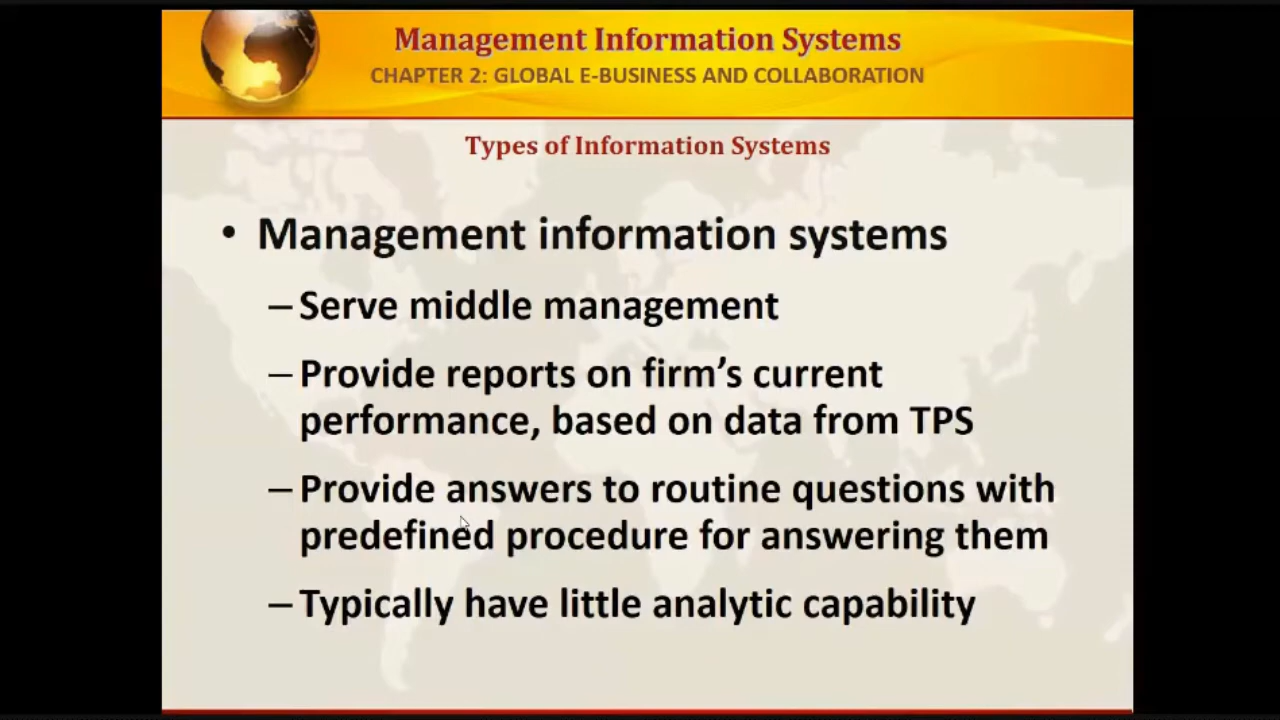 Management Information Systems
CHAPTER 2: GLOBAL E-BUSINESS AND COLLABORATION
Types of Information Systems
• Management information systems
– Serve middle management
– Provide reports on firm’s current
performance, based on data from TPS
– Provide answers to routine questions with
predefined procedure for answering them
– Typically have little analytic capability